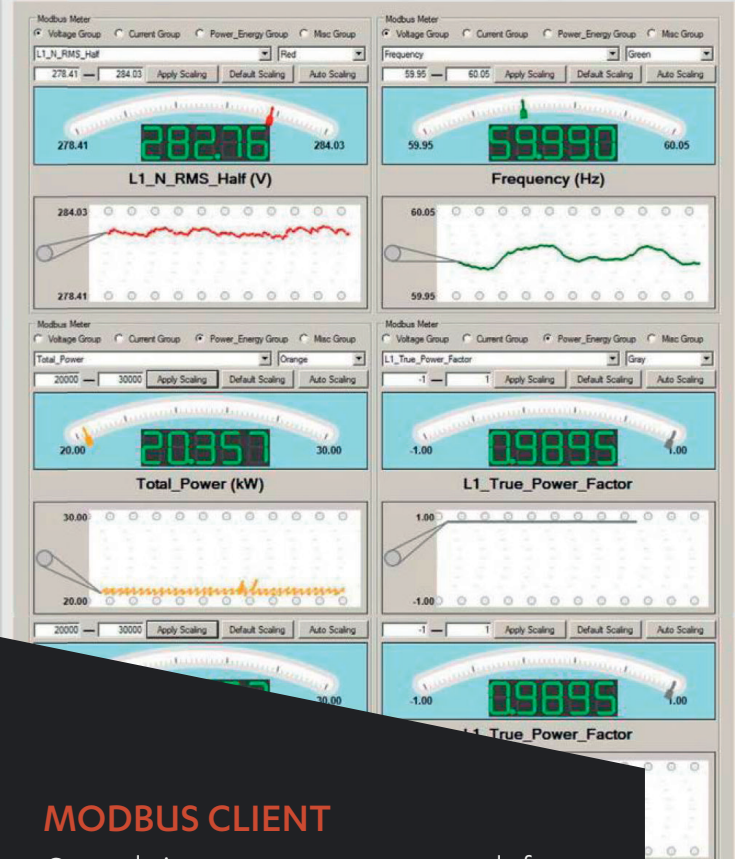 Modbus Meter
Voltage Group Current Group Power_Energy Group Misc Group
L1_N_RMS_Half Red
278.41 284.03 Apply Scaling Default Scaling Auto Scaling
278.41 282.76 284.03
L1_N_RMS_Half (V)
284.03
278.41
Modbus Meter
Voltage Group Current Group Power_Energy Group Misc Group
Frequency Green
59.95 60.05 Apply Scaling Default Scaling Auto Scaling
59.95 59.990 60.05
Frequency (Hz)
60.05
59.95
Modbus Meter
Voltage Group Current Group Power_Energy Group Misc Group
Total_Power Orange
20000 30000 Apply Scaling Default Scaling Auto Scaling
20.00 20.357 30.00
Total_Power (kW)
30.00
20.00
Modbus Meter
Voltage Group Current Group Power_Energy Group Misc Group
L1_True_Power_Factor Gray
-1 1 Apply Scaling Default Scaling Auto Scaling
-1.00 0.9895 1.00
L1_True_Power_Factor
1.00
-1.00
20000 30000 Apply Scaling Default Scaling Auto Scaling
30.00
-1 1 Apply Scaling Default Scaling Auto Scaling
-1.00 0.9895 1.00
L1_True_Power_Factor
MODBUS CLIENT